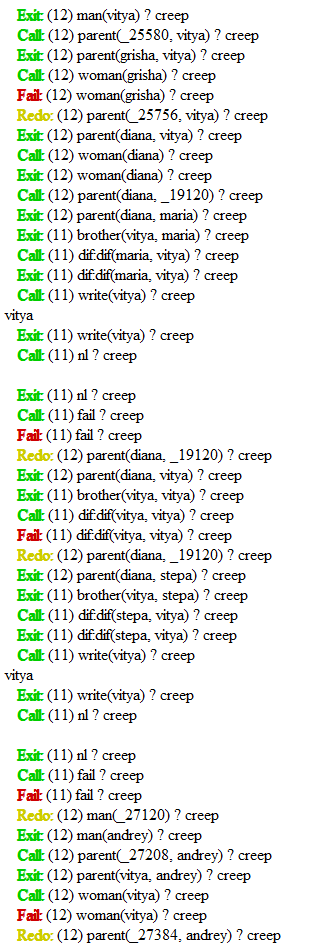 Exit: (12) man(vitya) ? creep
Call: (12) parent(_25580, vitya) ? creep
Exit: (12) parent(grisha, vitya) ? creep
Call: (12) woman(grisha) ? creep
Fail: (12) woman(grisha) ? creep
Redo: (12) parent(_25756, vitya) ? creep
Exit: (12) parent(diana, vitya) ? creep
Call: (12) woman(diana) ? creep
Exit: (12) woman(diana) ? creep
Call: (12) parent(diana, _19120) ? creep
Exit: (12) parent(diana, maria) ? creep
Exit: (11) brother(vitya, maria) ? creep
Call: (11) dif:dif(maria, vitya) ? creep
Exit: (11) dif:dif(maria, vitya) ? creep
Call: (11) write(vitya) ? creep
vitya
Exit: (11) write(vitya) ? creep
Call: (11) nl ? creep
Exit: (11) nl ? creep
Call: (11) fail ? creep
Fail: (11) fail ? creep
Redo: (12) parent(diana, _19120) ? creep
Exit: (12) parent(diana, vitya) ? creep
Exit: (11) brother(vitya, vitya) ? creep
Call: (11) dif:dif(vitya, vitya) ? creep
Fail: (11) dif:dif(vitya, vitya) ? creep
Redo: (12) parent(diana, _19120) ? creep
Exit: (12) parent(diana, stepa) ? creep
Exit: (11) brother(vitya, stepa) ? creep
Call: (11) dif:dif(stepa, vitya) ? creep
Exit: (11) dif:dif(stepa, vitya) ? creep
Call: (11) write(vitya) ? creep
vitya
Exit: (11) write(vitya) ? creep
Call: (11) nl ? creep
Exit: (11) nl ? creep
Call: (11) fail ? creep
Fail: (11) fail ? creep
Redo: (12) man(_27120) ? creep
Exit: (12) man(andrey) ? creep
Call: (12) parent(_27208, andrey) ? creep
Exit: (12) parent(vitya, andrey) ? creep
Call: (12) woman(vitya) ? creep
Fail: (12) woman(vitya) ? creep
Redo: (12) parent(_27384, andrey) ? creep